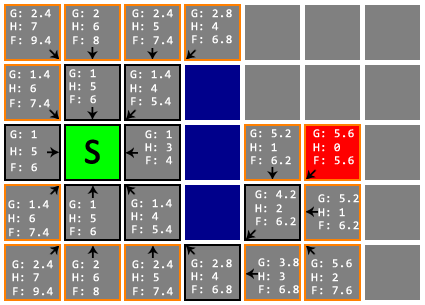 G: 2.4
H: 7
F: 9.4
G: 2
H: 6
F: 8
G: 2.4
H: 5
F: 7.4
G: 2.8
H: 4
F: 6.8
G: 1.4
H: 6
F: 7.4
G: 1
H: 5
F: 6
G: 1.4
H: 4
F: 5.4
G: 1
H: 5
F: 6
S
G: 1
H: 3
F: 4
G: 5.2
H: 1
F: 6.2
G: 5.6
H: 0
F: 5.6
G: 1.4
H: 6
F: 7.4
G: 1
H: 5
F: 6
G: 1.4
H: 4
F: 5.4
G: 4.2
H: 2
F: 6.2
G: 5.2
H: 1
F: 6.2
G: 2.4
H: 7
F: 9.4
G: 2
H: 6
F: 8
G: 2.4
H: 5
F: 7.4
G: 2.8
H: 4
F: 6.8
G: 3.8
H: 3
F: 6.8
G: 5.6
H: 2
F: 7.6